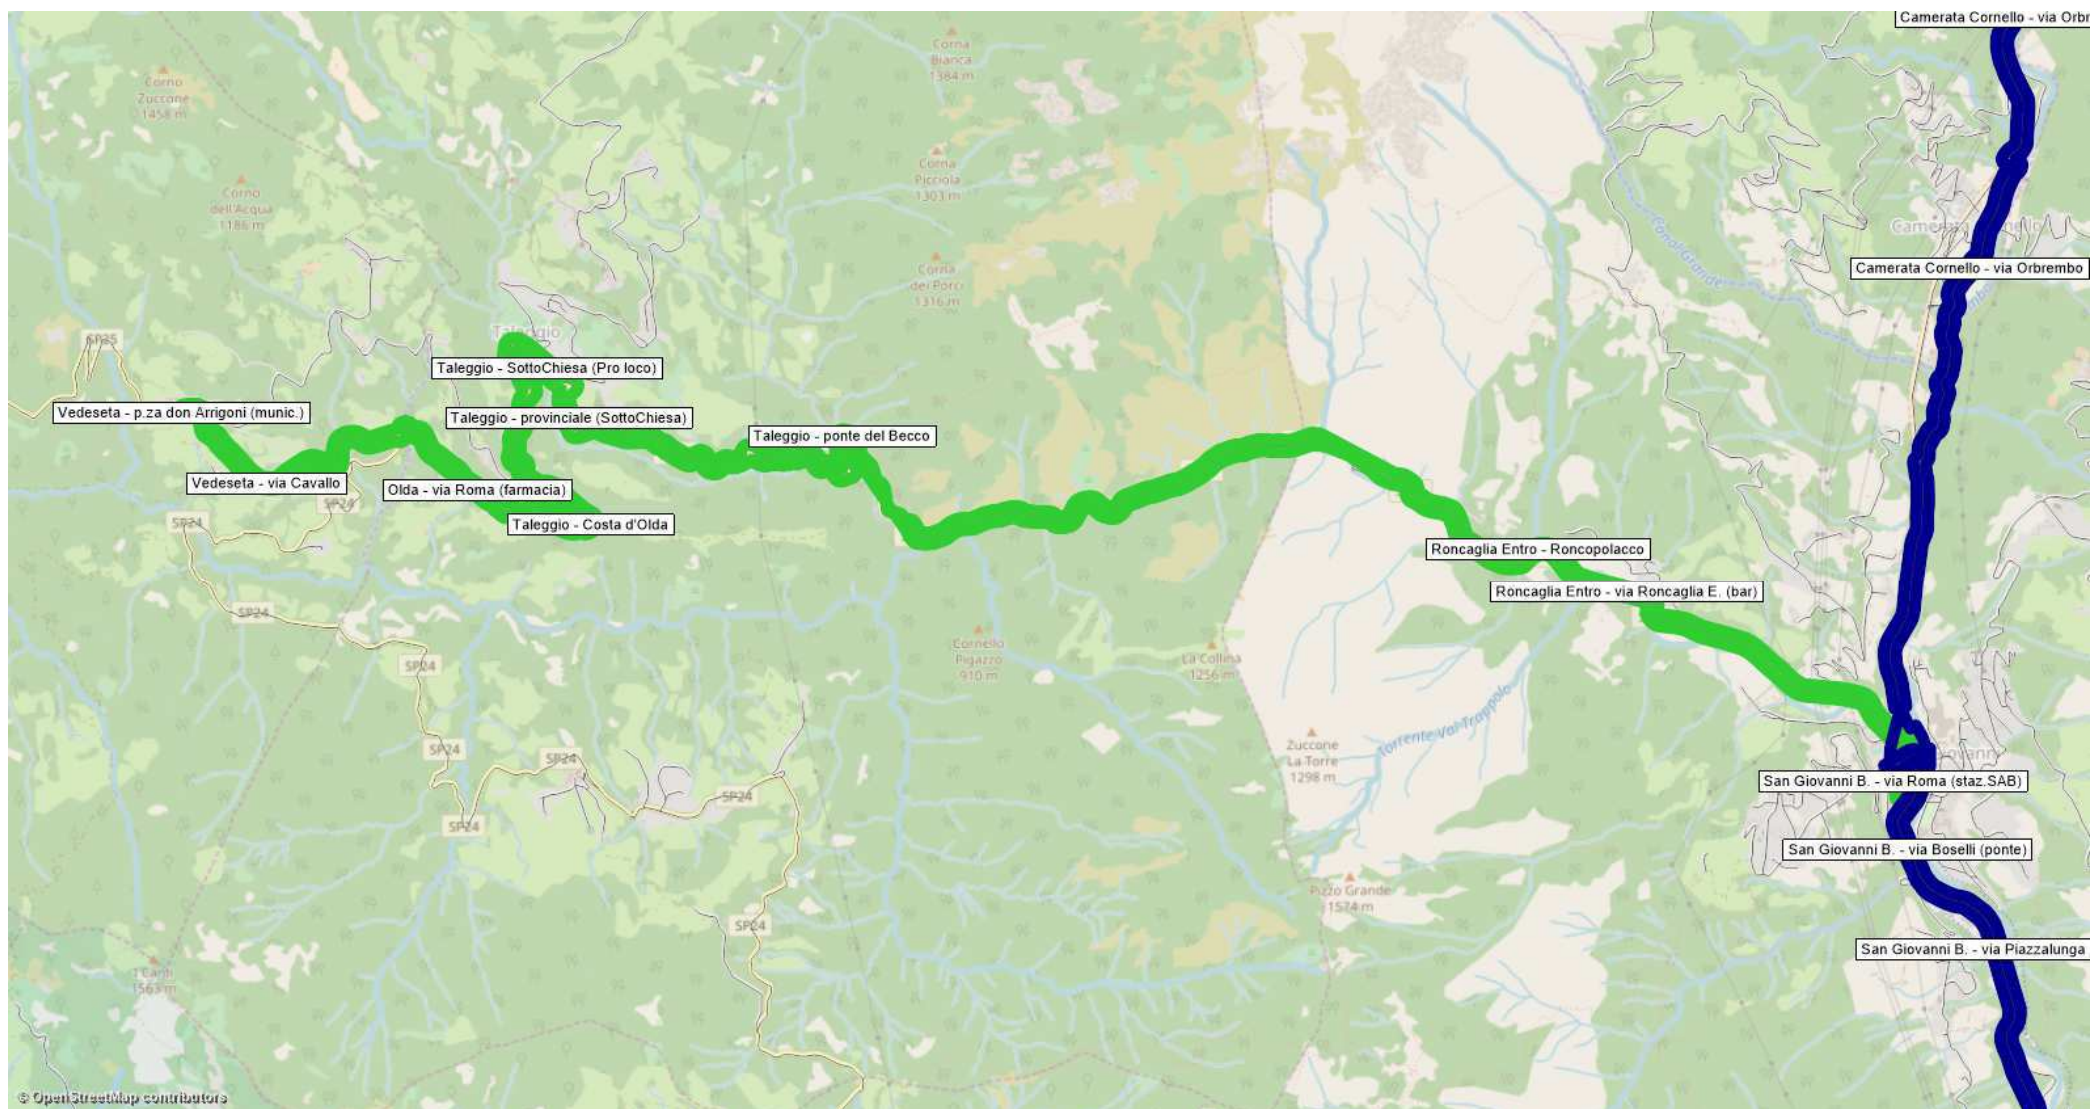 Camerata Cornello - via Orbr
Corna
Bianca
1384 m
Corno
Zuccone
1458 m
Corna
Picciola
1303 m
Corno
dell'Acqua
1186 m
Canal Grande
Camerata Cornello - via Orbrembo
Corna
dei Porci
1316 m
Taleggio
SP25
Taleggio - SottoChiesa (Pro loco)
Vedeseta - p.za don Arrigoni (munic.)
Taleggio - provinciale (SottoChiesa)
Taleggio - ponte del Becco
Vedeseta - via Cavallo
Olda - via Roma (farmacia)
SP24
SP24
Taleggio - Costa d'Olda
Roncaglia Entro - Roncopolacco
Roncaglia Entro - via Roncaglia E. (bar)
SP24
Cornello
Pigazzo
910 m
La Collina
1256 m
SP24
Torrente Val Trappolo
Zuccone
La Torre
1298 m
SP24
SP24
San Giovanni B. - via Roma (staz.SAB)
SP24
SP24
San Giovanni B. - via Boselli (ponte)
Pizzo Grande
1574 m
SP24
San Giovanni B. - via Piazzalunga
I Canti
1563 m
© OpenStreetMap contributors